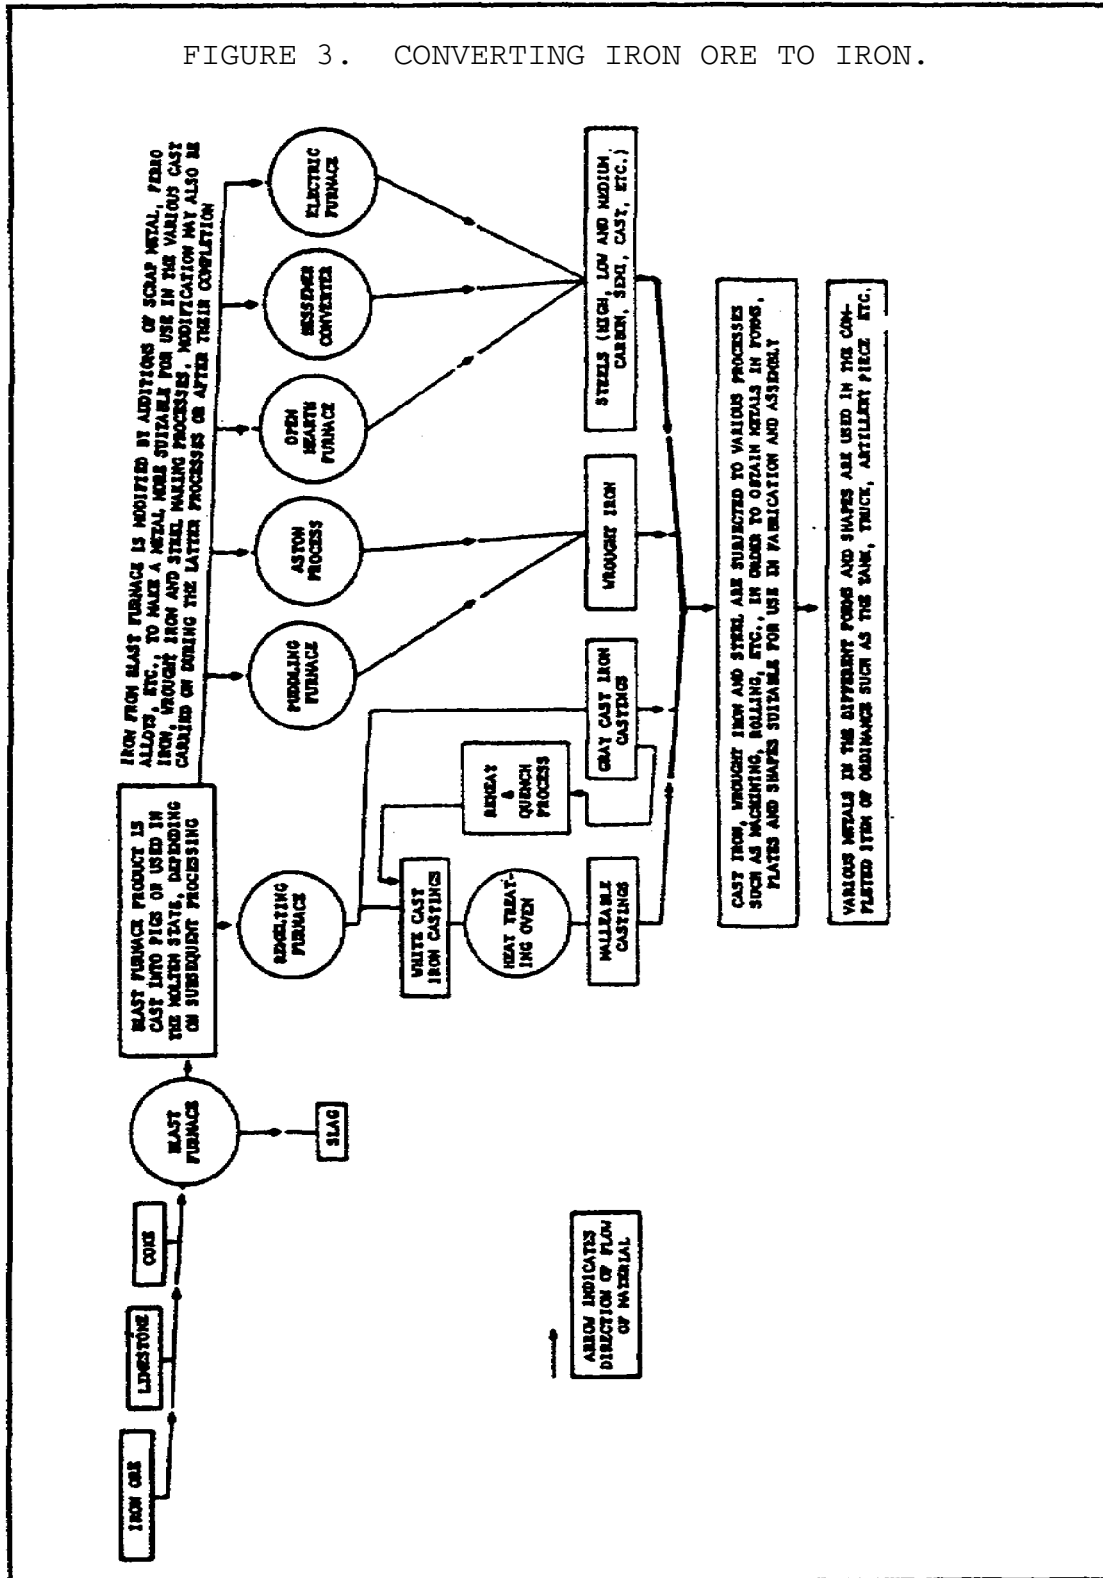 FIGURE 3. CONVERTING IRON ORE TO IRON.
IRON ORE
LIMESTONE
COKE
BLAST
FURNACE
SLAG
BLAST FURNACE PRODUCT IS
CAST INTO PIGS OR USED IN
THE MOLTEN STATE, DEPENDING
ON SUBSEQUENT PROCESSING
IRON FROM BLAST FURNACE IS MODIFIED BY ADDITIONS OF SCRAP METAL, FERRO
ALLOYS, ETC., TO MAKE A METAL MORE SUITABLE FOR USE IN THE VARIOUS CAST
IRON, WROUGHT IRON AND STEEL MAKING PROCESSES. MODIFICATION MAY ALSO BE
CARRIED ON DURING THE LATTER PROCESSES OR AFTER THEIR COMPLETION
REMELTING
FURNACE
PUDDLING
FURNACE
ASTON
PROCESS
OPEN
HEARTH
FURNACE
BESSEMER
CONVERTER
ELECTRIC
FURNACE
WHITE CAST
IRON CASTINGS
REHEAT
&
QUENCH
PROCESS
HEAT TREAT-
ING OVEN
MALLEABLE
CASTINGS
GRAY CAST IRON
CASTINGS
WROUGHT IRON
STEELS (HIGH, LOW AND MEDIUM
CARBON, SEMI, CAST, ETC.)
CAST IRON, WROUGHT IRON AND STEEL ARE SUBJECTED TO VARIOUS PROCESSES
SUCH AS MACHINING, ROLLING, ETC., IN ORDER TO OBTAIN METALS IN FORMS,
PLATES AND SHAPES SUITABLE FOR USE IN FABRICATION AND ASSEMBLY
VARIOUS METALS IN THE DIFFERENT FORMS AND SHAPES ARE USED IN THE COM-
PLETED ITEM OF ORDINANCE SUCH AS THE TANK, TRUCK, ARTILLERY PIECE ETC.
ARROW INDICATES
DIRECTION OF FLOW
OF MATERIAL